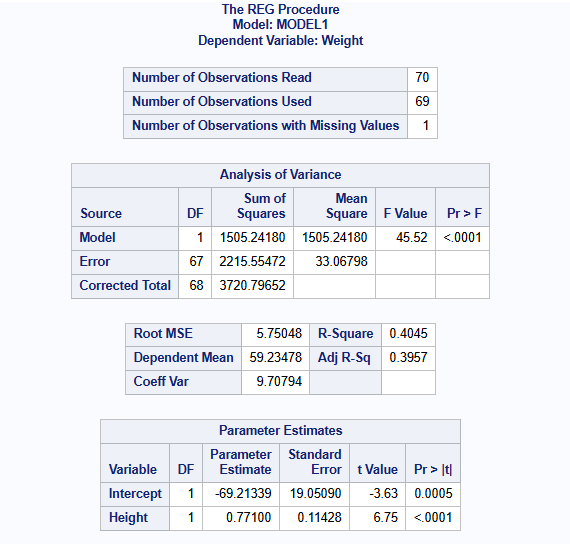 The REG Procedure
Model: MODEL1
Dependent Variable: Weight
Number of Observations Read 70
Number of Observations Used 69
Number of Observations with Missing Values 1
Analysis of Variance
Source DF Sum of Squares Mean Square F Value Pr > F
Model 1 1505.24180 1505.24180 45.52 <.0001
Error 67 2215.55472 33.06798
Corrected Total 68 3720.79652
Root MSE 5.75048 R-Square 0.4045
Dependent Mean 59.23478 Adj R-Sq 0.3957
Coeff Var 9.70794
Parameter Estimates
Variable DF Parameter Estimate Standard Error t Value Pr > |t|
Intercept 1 -69.21339 19.05090 -3.63 0.0005
Height 1 0.77100 0.11428 6.75 <.0001